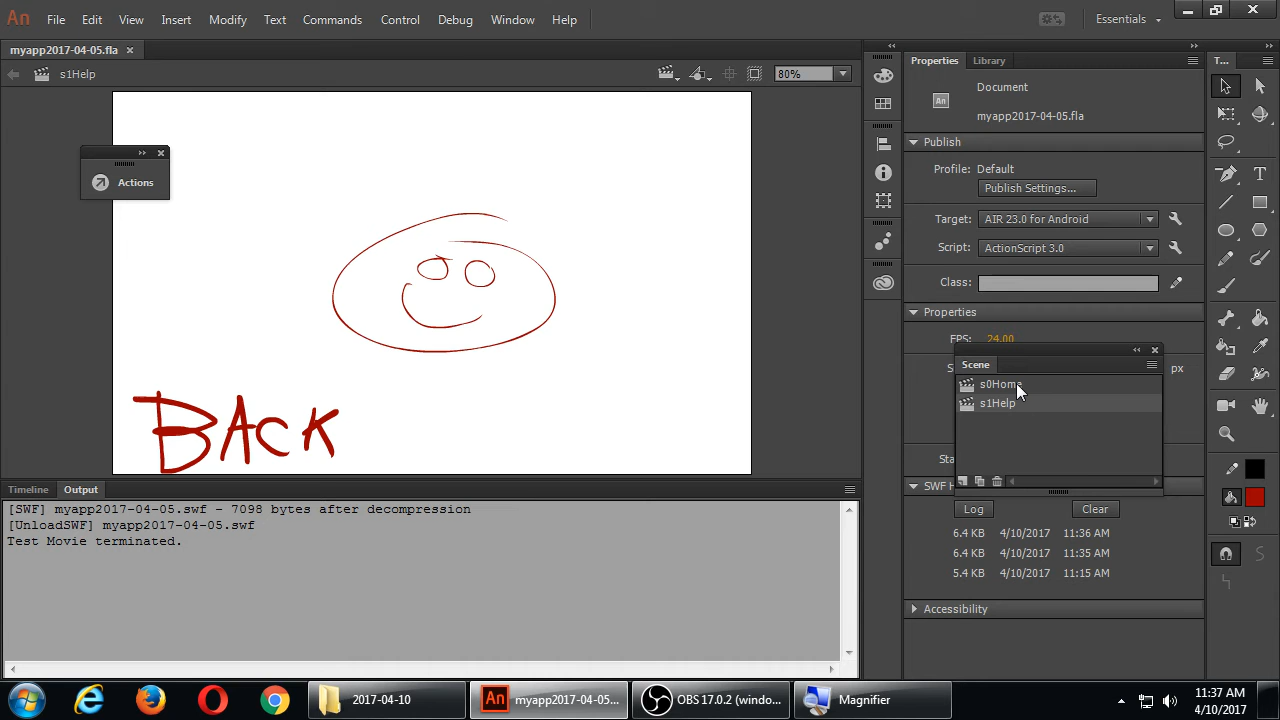 An File Edit View Insert Modify Text Commands Control Debug Window Help Essentials
myapp2017-04-05.fla
s1Help 80%
Actions
BACK
Timeline Output
[SWF] myapp2017-04-05.swf - 7098 bytes after decompression
[UnloadSWF] myapp2017-04-05.swf
Test Movie terminated.
Properties Library
An Document
myapp2017-04-05.fla
Publish
Profile: Default
Publish Settings...
Target: AIR 23.0 for Android
Script: ActionScript 3.0
Class:
Properties
FPS: 24.00
px
Scene
s0Home
s1Help
SWF H
Log Clear
6.4 KB 4/10/2017 11:36 AM
6.4 KB 4/10/2017 11:35 AM
5.4 KB 4/10/2017 11:15 AM
Accessibility
T...
2017-04-10
An myapp2017-04-05...
OBS 17.0.2 (windo...
Magnifier
11:37 AM
4/10/2017